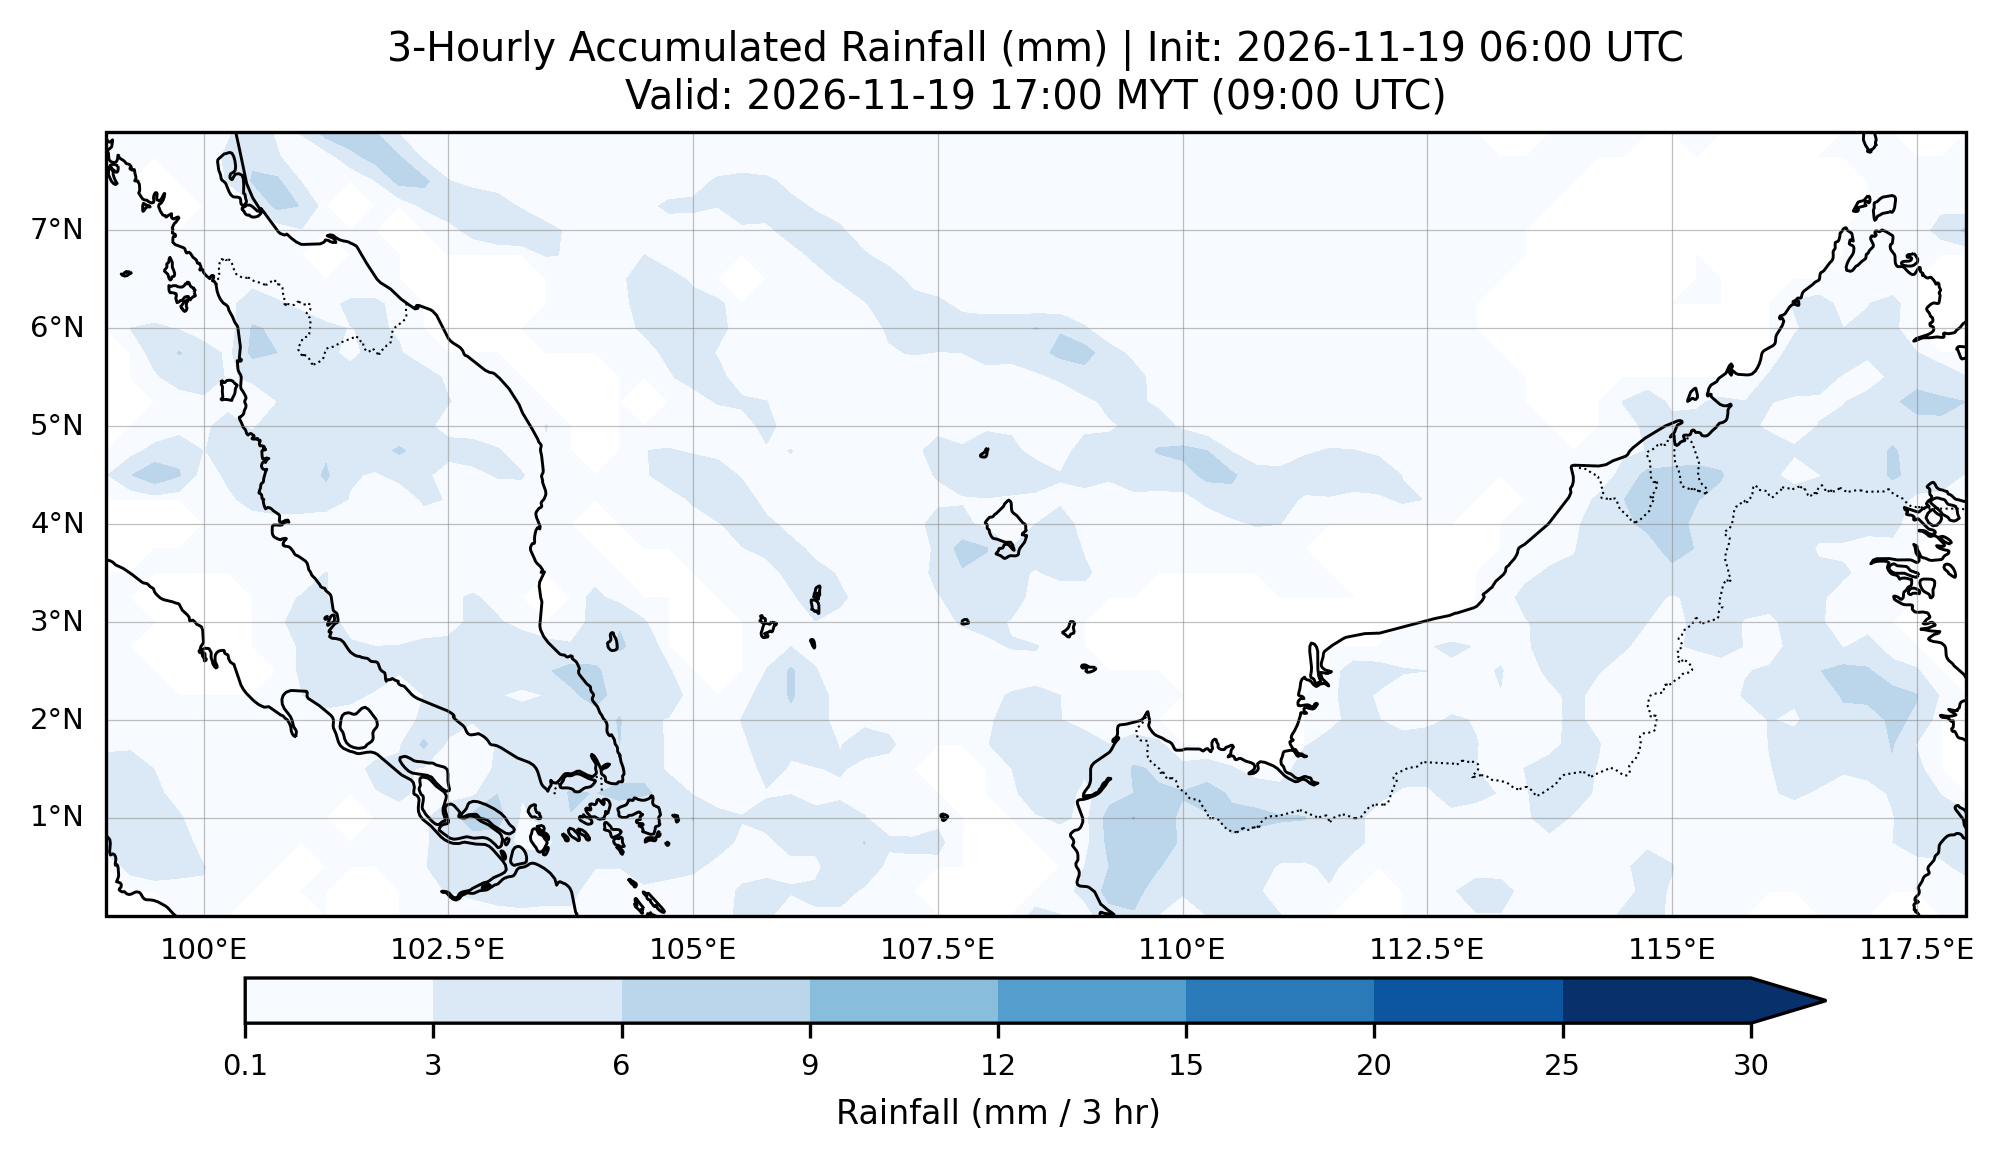 3-Hourly Accumulated Rainfall (mm) | Init: 2026-11-19 06:00 UTC
Valid: 2026-11-19 17:00 MYT (09:00 UTC)
7°N
6°N
5°N
4°N
3°N
2°N
1°N
100°E 102.5°E 105°E 107.5°E 110°E 112.5°E 115°E 117.5°E
0.1 3 6 9 12 15 20 25 30
Rainfall (mm / 3 hr)